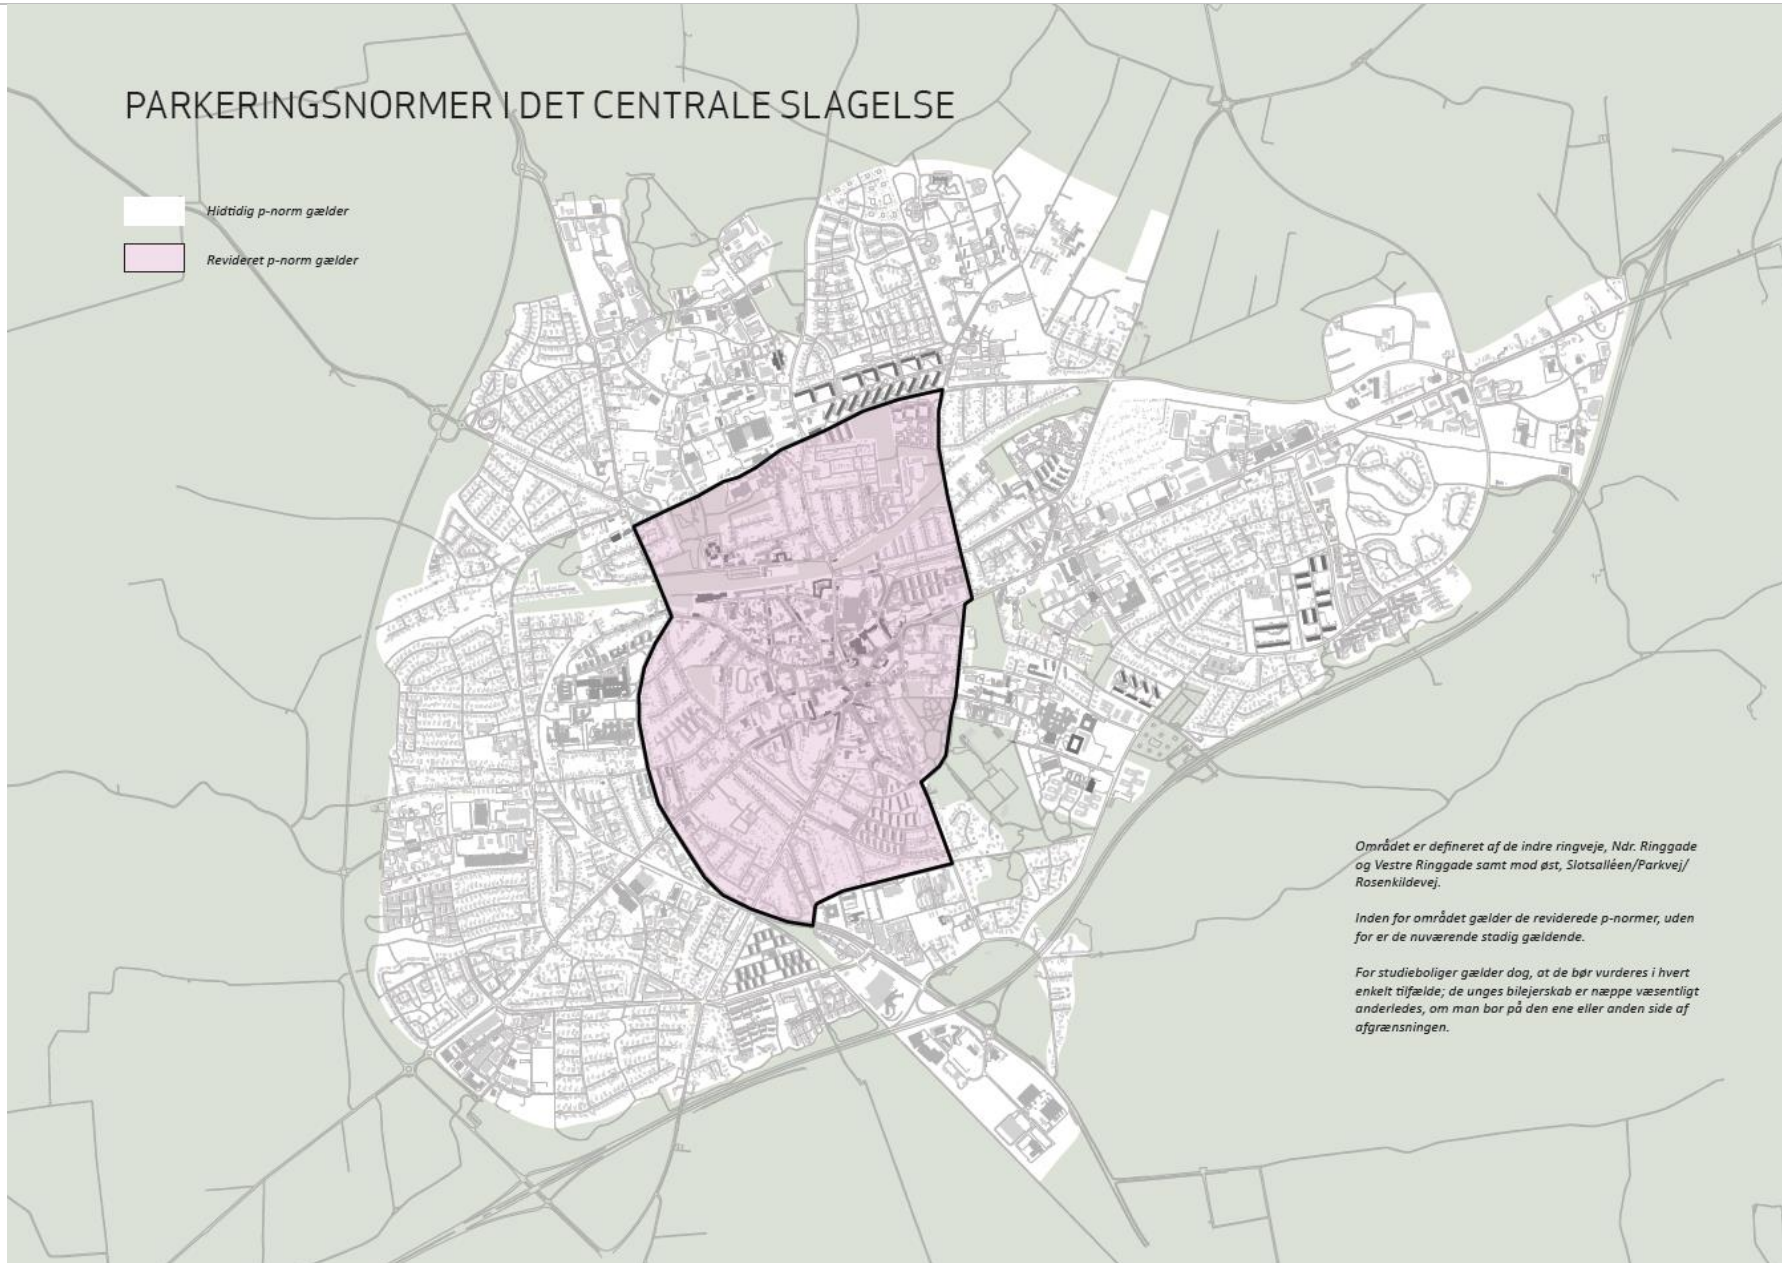 PARKERINGSNORMER I DET CENTRALE SLAGELSE
Hidtidig p-norm gælder
Revideret p-norm gælder
Området er defineret af de indre ringveje, Ndr. Ringgade
og Vestre Ringgade samt mod øst, Slotsalléen/Parkvej/
Rosenkildevej.
Inden for området gælder de reviderede p-normer, uden
for er de nuværende stadig gældende.
For studieboliger gælder dog, at de bør vurderes i hvert
enkelt tilfælde; de unges bilejerskab er næppe væsentligt
anderledes, om man bor på den ene eller anden side af
afgrænsningen.